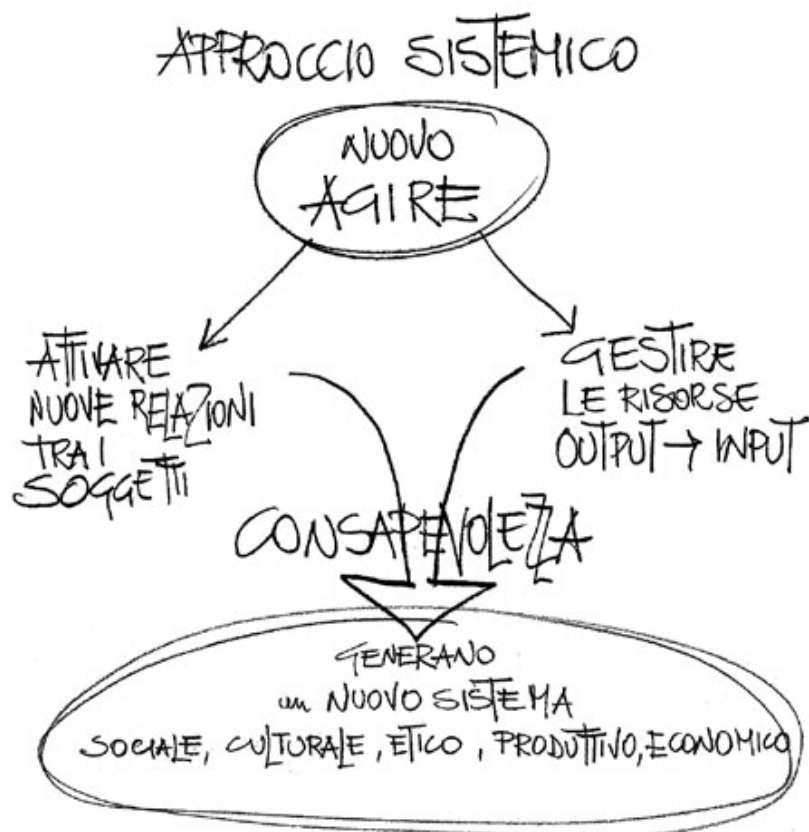 APPROCCIO SISTEMICO
NUOVO
AGIRE
ATTIVARE
NUOVE RELAZIONI
TRA I
SOGGETTI
GESTIRE
LE RISORSE
OUTPUT → INPUT
CONSAPEVOLEZZA
GENERANO
un NUOVO SISTEMA
SOCIALE, CULTURALE, ETICO, PRODUTTIVO, ECONOMICO